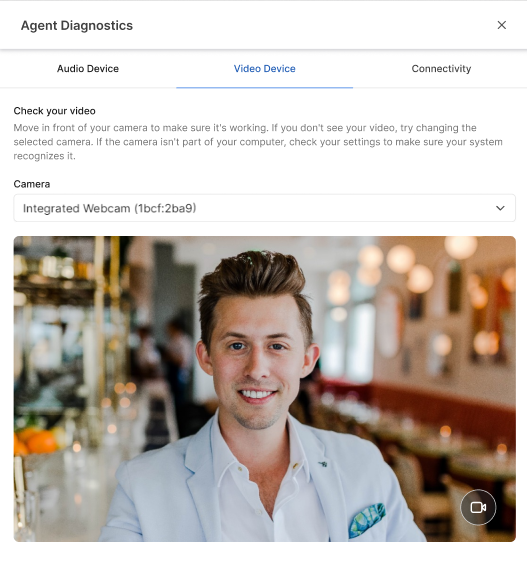 Agent Diagnostics
Audio Device
Video Device
Connectivity
Check your video
Move in front of your camera to make sure it's working. If you don't see your video, try changing the
selected camera. If the camera isn't part of your computer, check your settings to make sure your system
recognizes it.
Camera
Integrated Webcam (1bcf:2ba9)